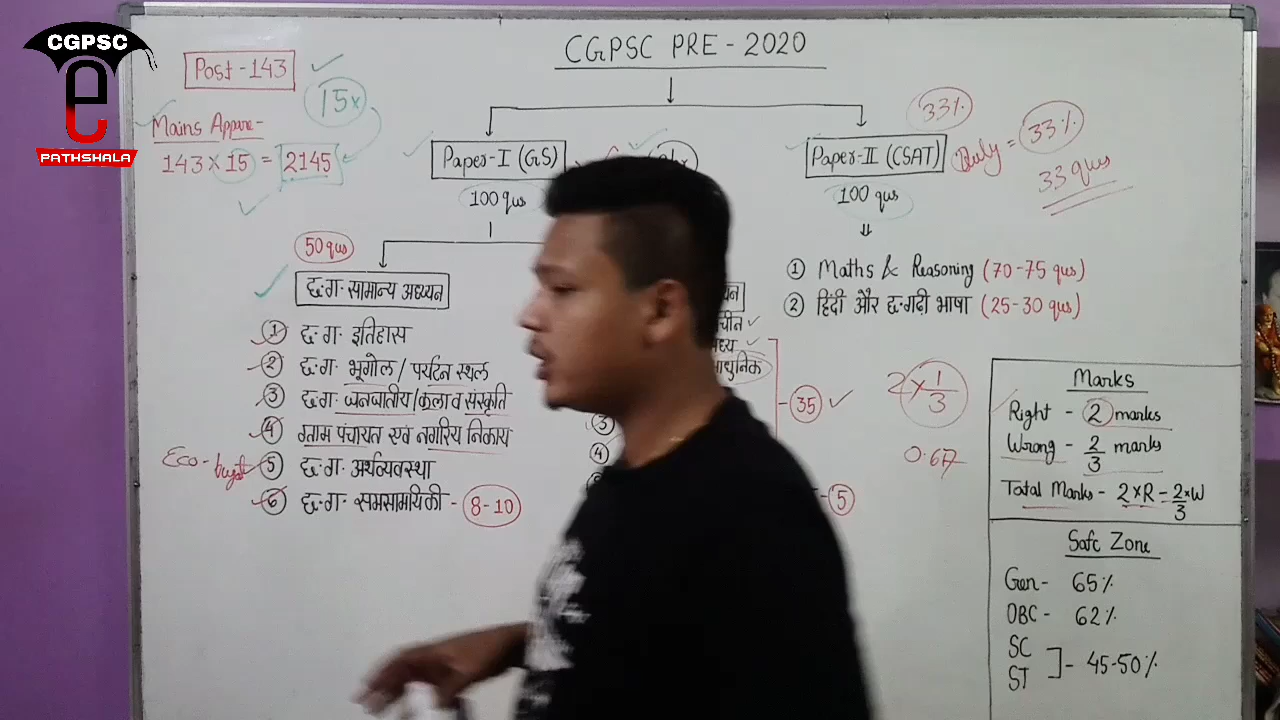 CGPSC
e
PATHSHALA
CGPSC PRE - 2020
Post - 143
15x
Mains Appare-
143 × 15 = 2145
Paper-I (GS)
100 qus
Paper-II (CSAT)
100 qus
33%
= 33%
33 qus
50 qus
छ.ग. सामान्य अध्ययन
① छ.ग. इतिहास
② छ.ग. भूगोल / पर्यटन स्थल
③ छ.ग. जनजातीय/कला व संस्कृति
④ ग्राम पंचायत एवं नगरिय निकाय
Eco-
⑤ छ.ग. अर्थव्यवस्था
⑥ छ.ग. समसामयिकी - 8-10
③
④
- 35
5
① Maths & Reasoning (70-75 qus)
② हिंदी और छ.गढ़ी भाषा (25-30 qus)
2 × 1/3
0.67
Marks
Right - 2 marks
Wrong - 2/3 marks
Total Marks - 2×R - 2×W/3
Safe Zone
Gen - 65%
OBC - 62%
SC
ST ]- 45-50%